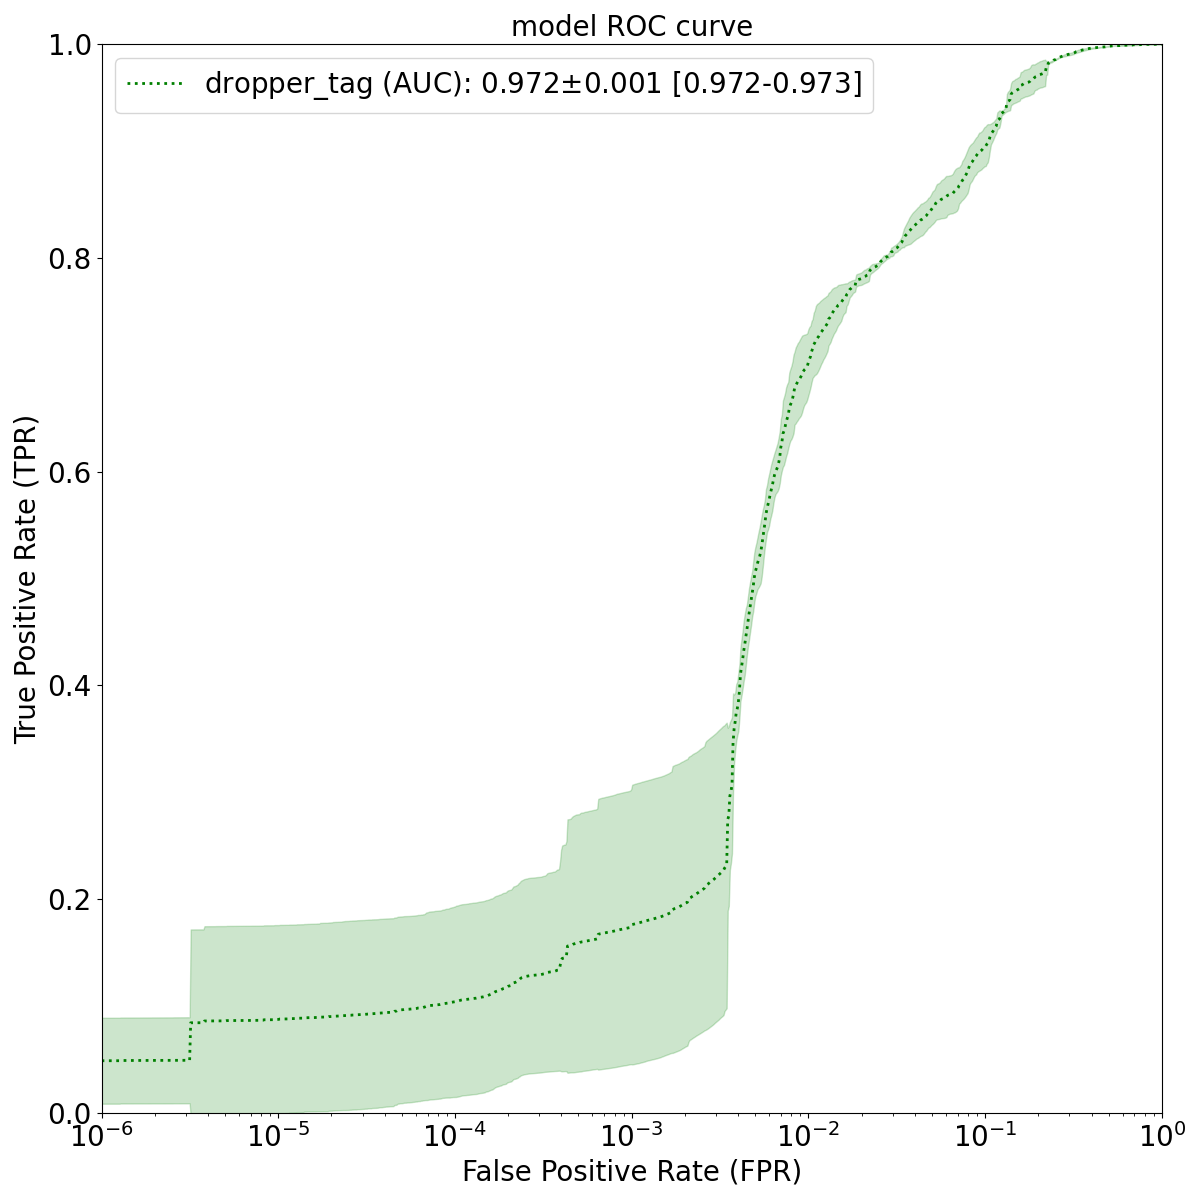 model ROC curve
dropper_tag (AUC): 0.972±0.001 [0.972-0.973]
True Positive Rate (TPR)
1.0
0.8
0.6
0.4
0.2
0.0
10⁻⁶ 10⁻⁵ 10⁻⁴ 10⁻³ 10⁻² 10⁻¹ 10⁰
False Positive Rate (FPR)